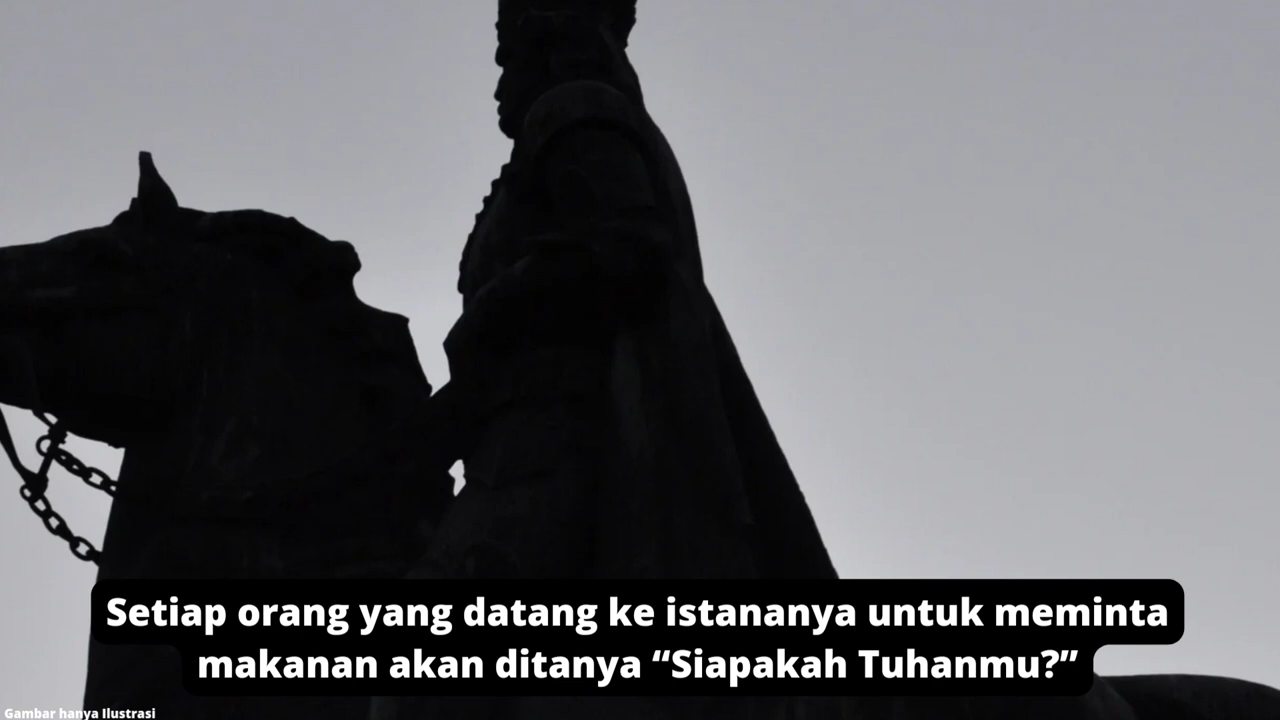 Setiap orang yang datang ke istananya untuk meminta
makanan akan ditanya “Siapakah Tuhanmu?”
Gambar hanya Ilustrasi